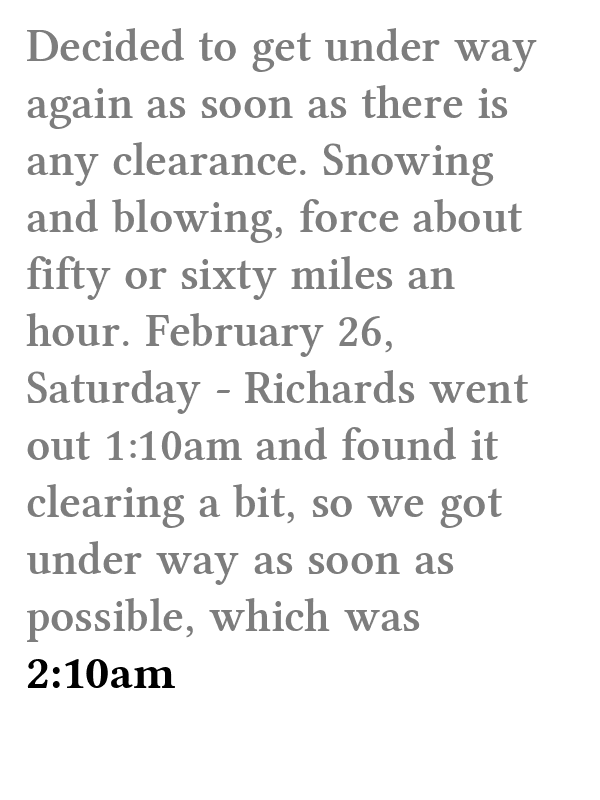 Decided to get under way
again as soon as there is
any clearance. Snowing
and blowing, force about
fifty or sixty miles an
hour. February 26,
Saturday - Richards went
out 1:10am and found it
clearing a bit, so we got
under way as soon as
possible, which was
2:10am